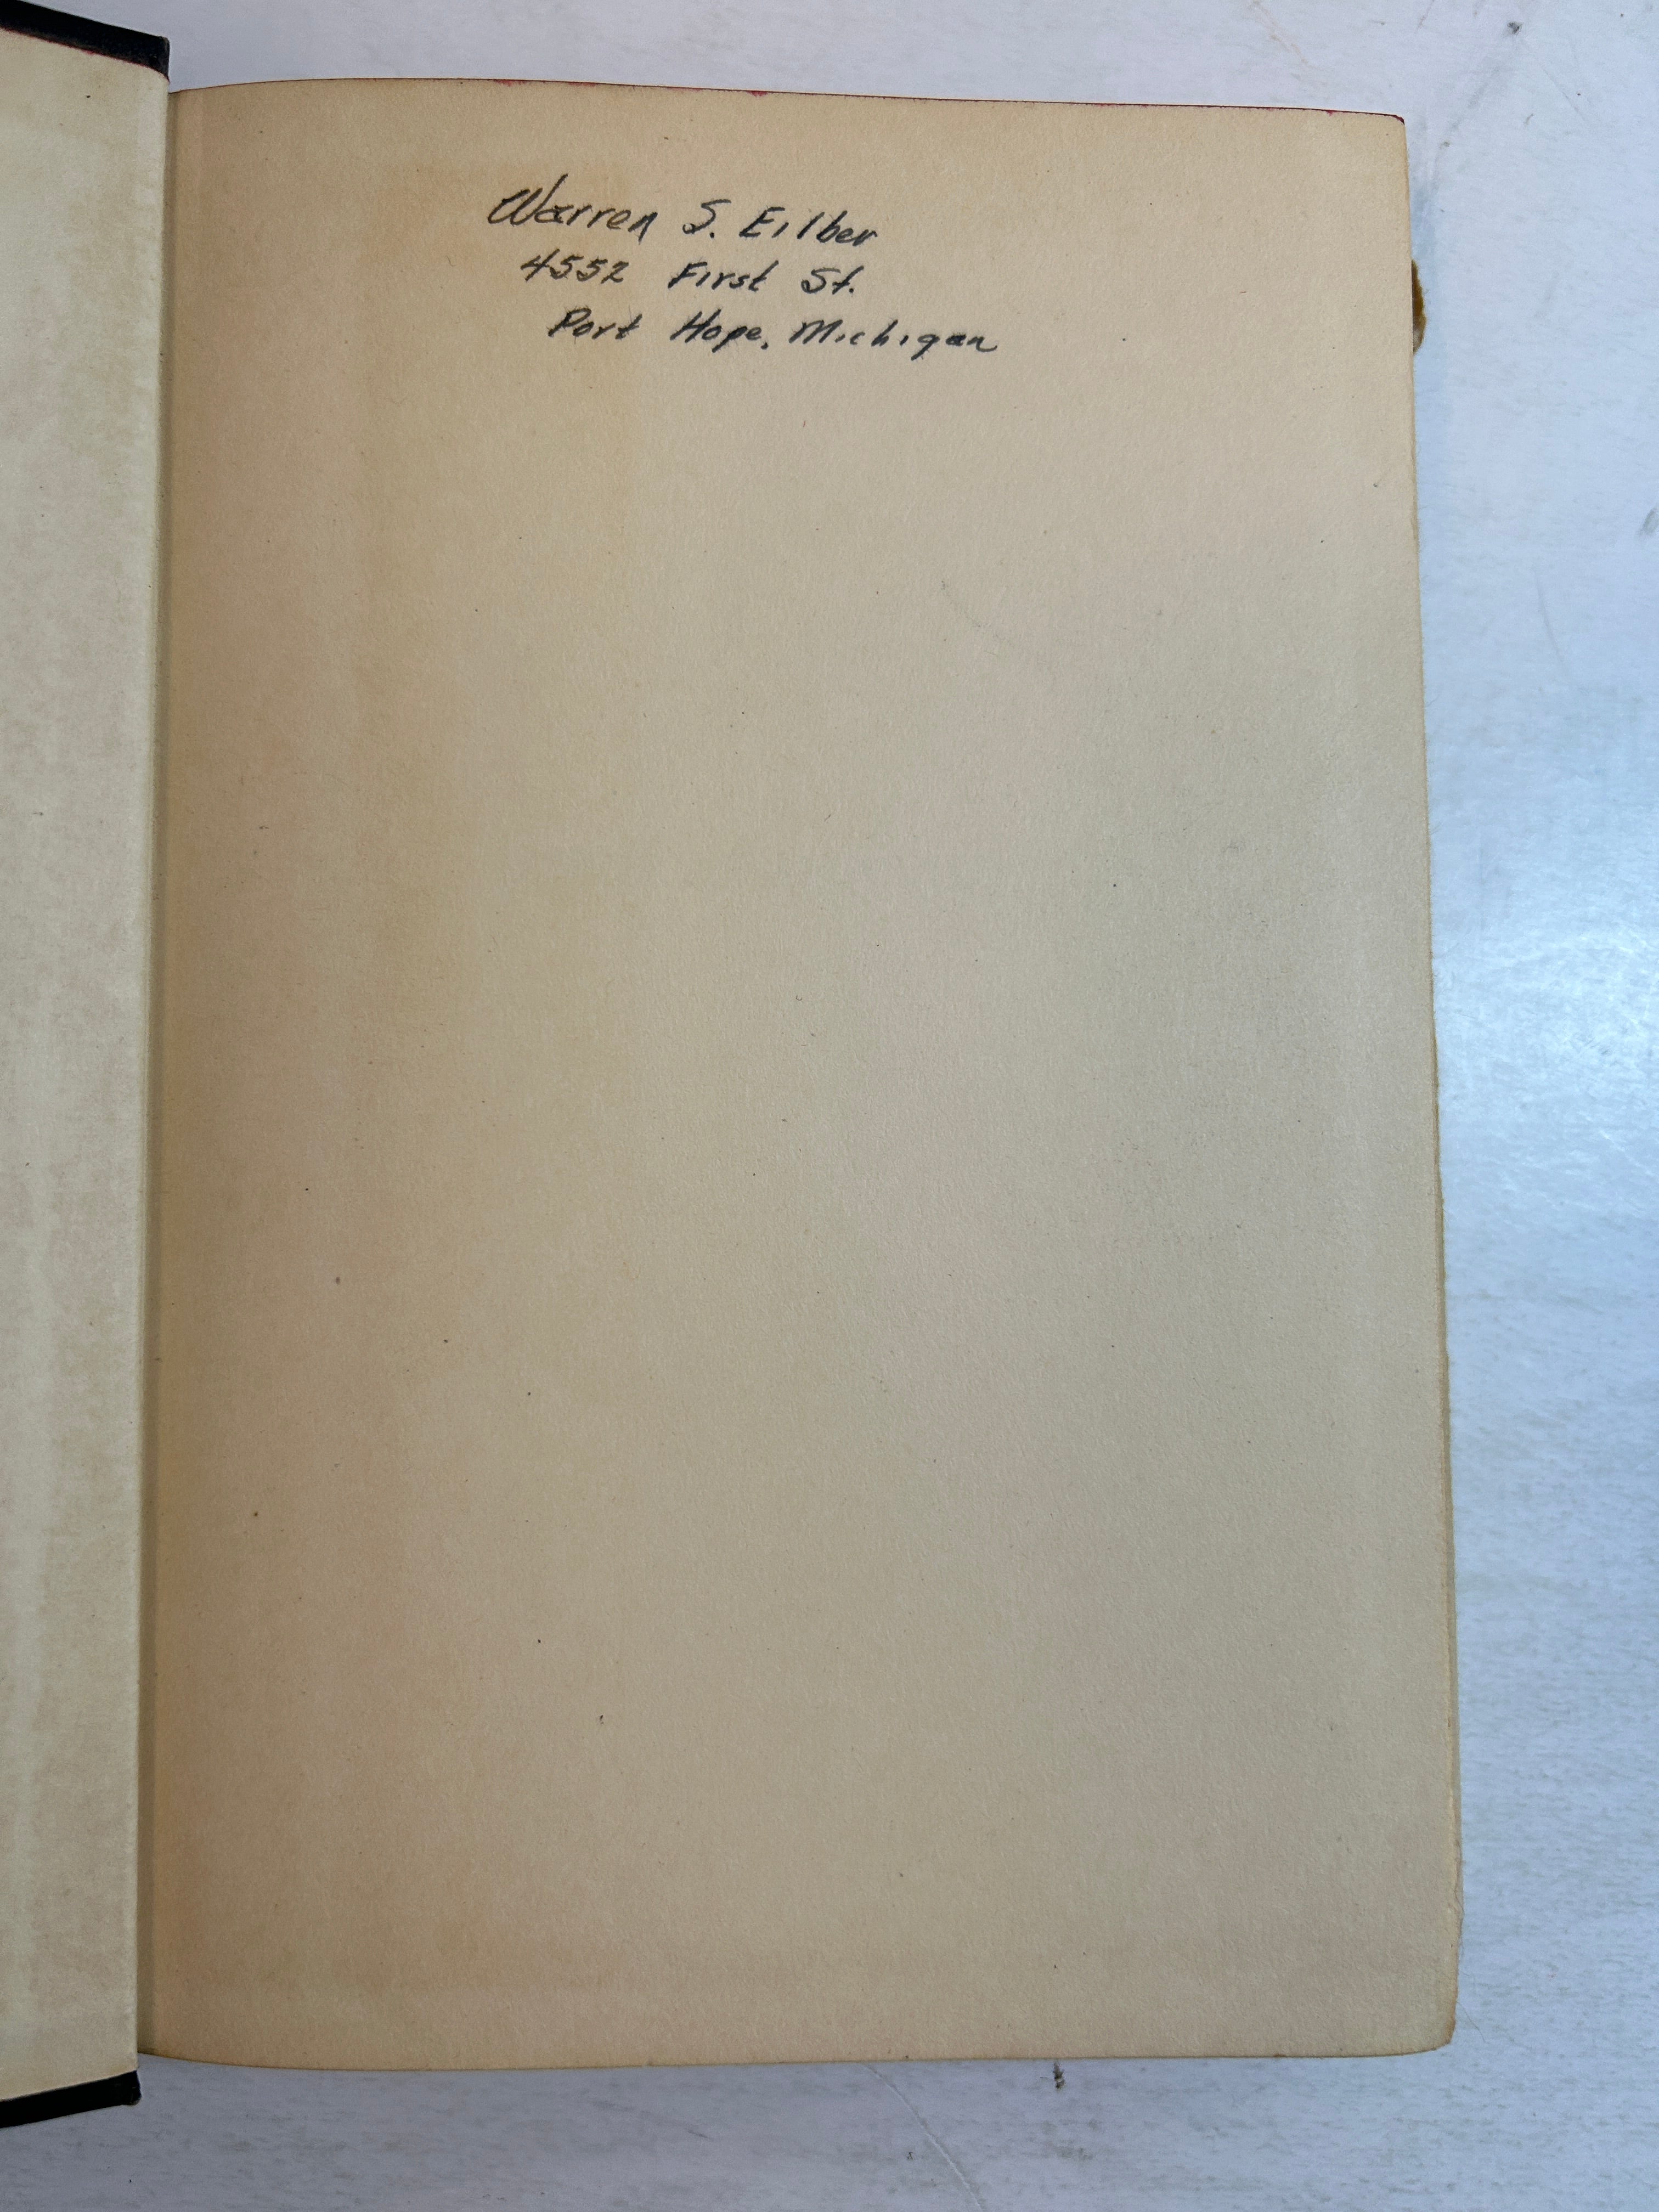 Warren S. Eilber
4552 First St.
Port Hope, Michigan